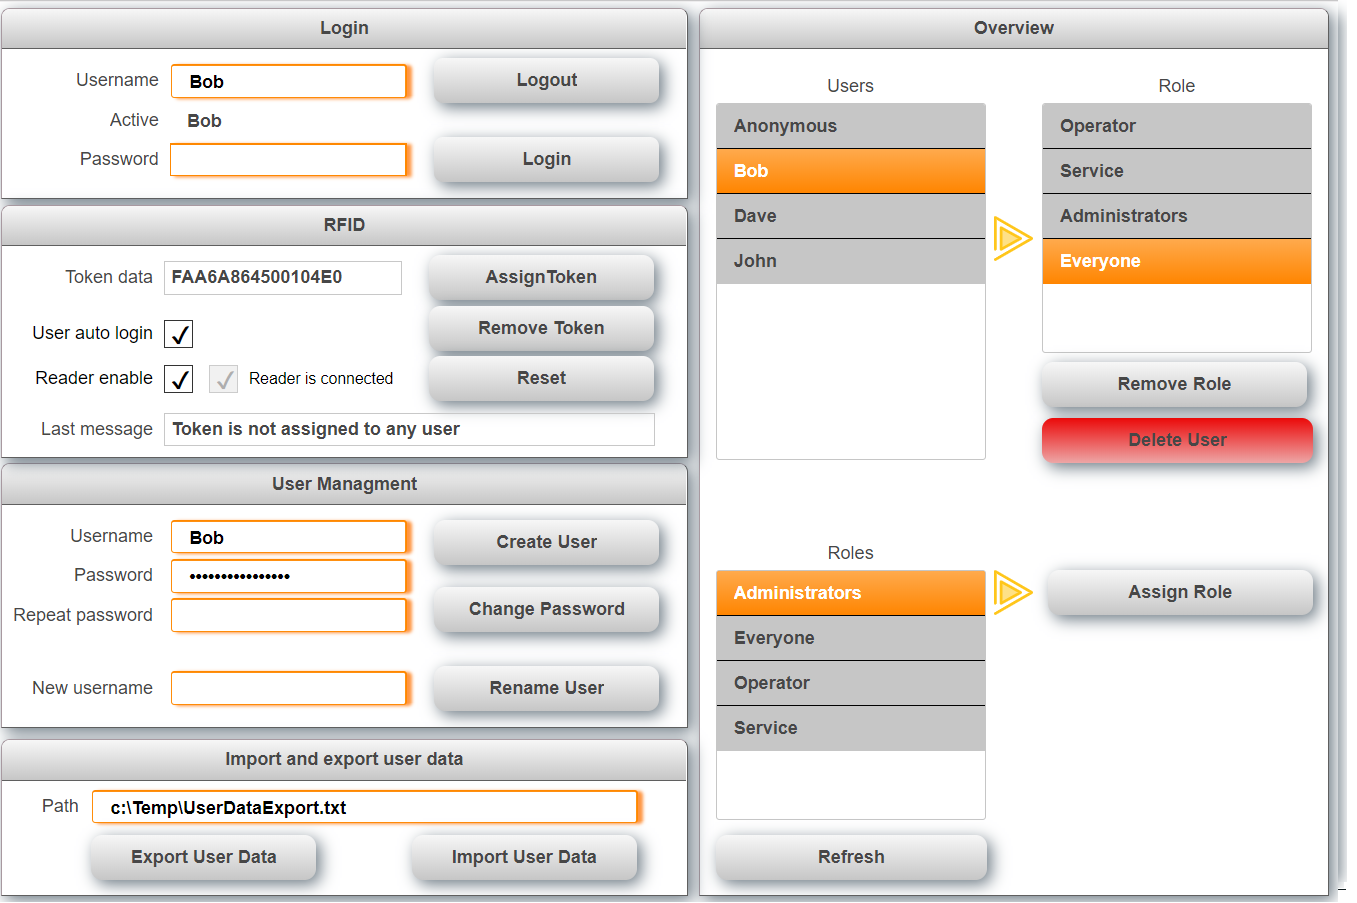 Login
Username
Bob
Logout
Active
Bob
Password
Login
RFID
Token data
FAA6A864500104E0
AssignToken
Remove Token
User auto login
Reader enable
Reader is connected
Reset
Last message
Token is not assigned to any user
User Managment
Username
Bob
Create User
Password
••••••••••••••••
Repeat password
Change Password
New username
Rename User
Import and export user data
Path
c:\Temp\UserDataExport.txt
Export User Data
Import User Data
Overview
Users
Anonymous
Bob
Dave
John
Role
Operator
Service
Administrators
Everyone
Remove Role
Delete User
Roles
Administrators
Everyone
Operator
Service
Assign Role
Refresh